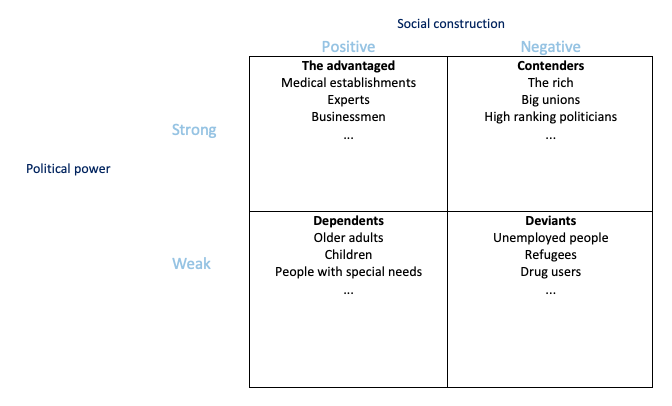 Social construction
Positive
Negative
The advantaged
Medical establishments
Experts
Businessmen
...
Contenders
The rich
Big unions
High ranking politicians
...
Strong
Political power
Weak
Dependents
Older adults
Children
People with special needs
...
Deviants
Unemployed people
Refugees
Drug users
...